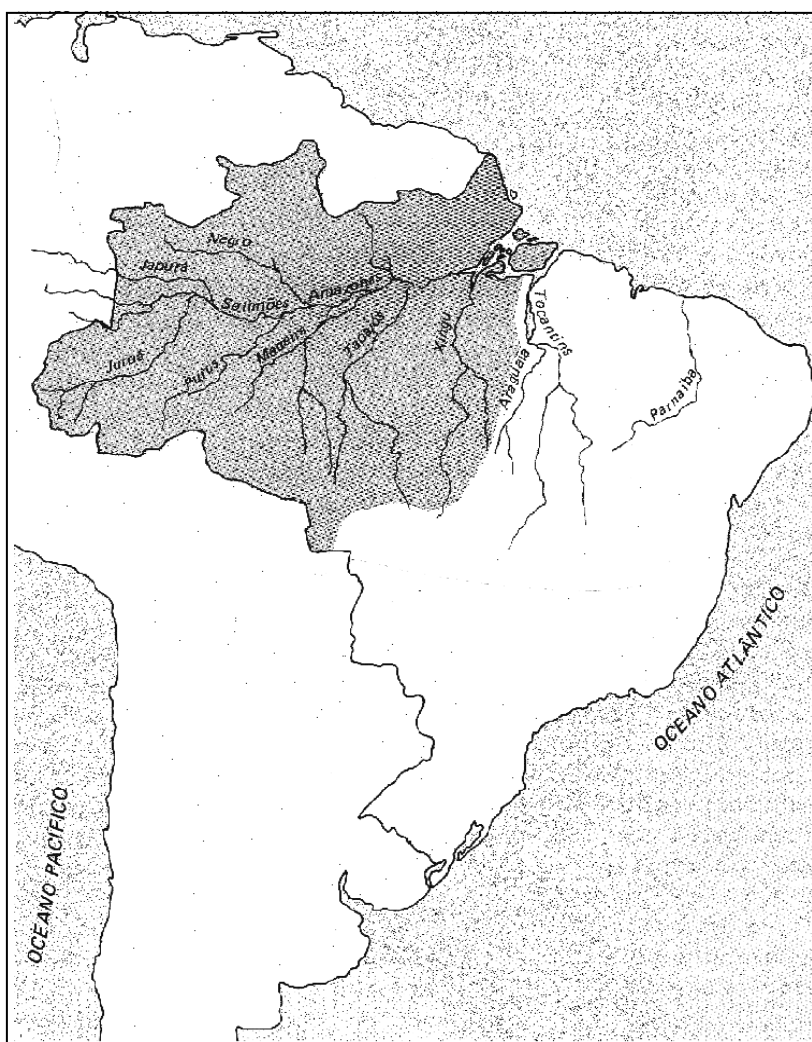 Negro
Japurá
Solimões
Amazonas
Juruá
Purus
Madeira
Tapajós
Xingu
Araguaia
Tocantins
Parnaíba
OCEANO ATLÂNTICO
OCEANO PACÍFICO